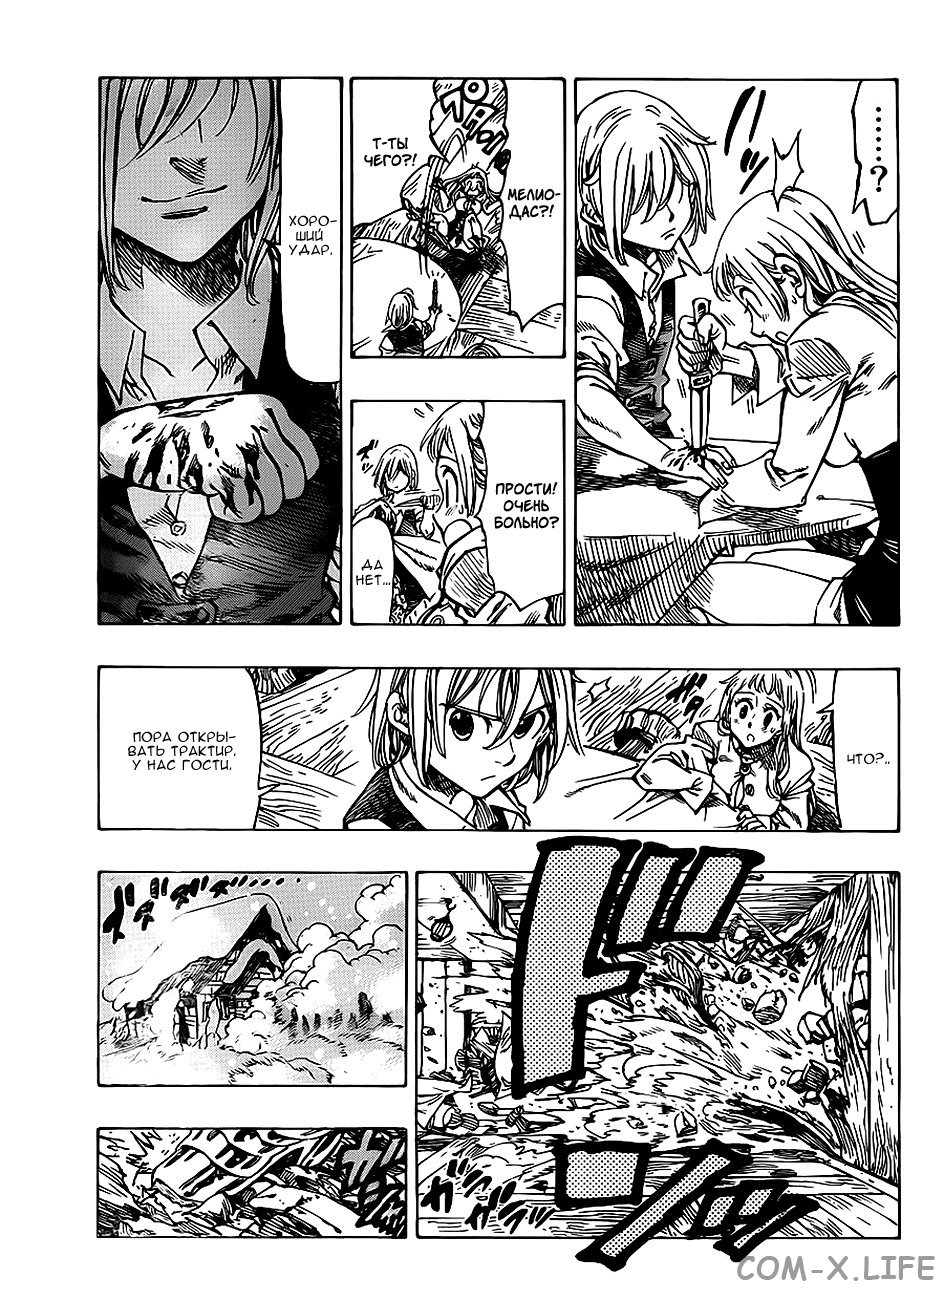 ......?
МЕЛИО-
ДАС?!
Т-ТЫ
ЧЕГО?!
ПРОСТИ!
ОЧЕНЬ
БОЛЬНО?
ДА
НЕТ...
ХОРО-
ШИЙ
УДАР.
ЧТО?..
ПОРА ОТКРЫ-
ВАТЬ ТРАКТИР.
У НАС ГОСТИ.
COM-X.LIFE